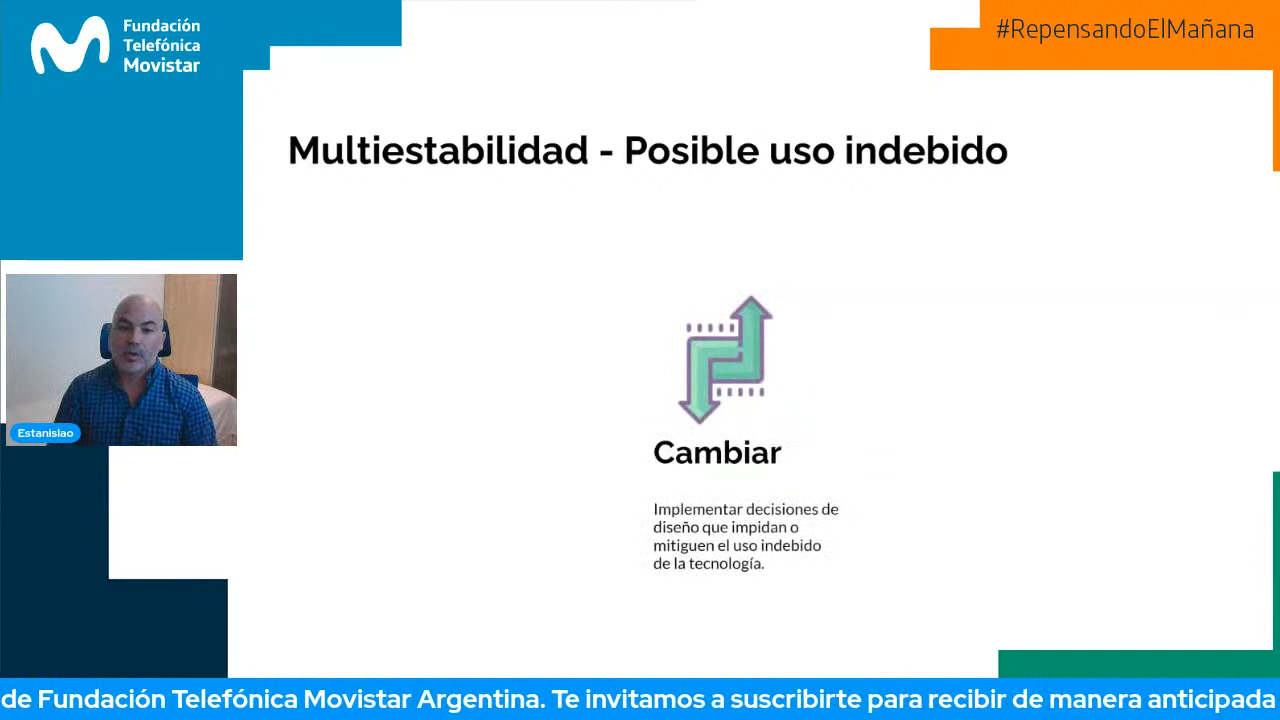 Fundación
Telefónica
Movistar
#RepensandoElMañana
Multiestabilidad - Posible uso indebido
Estanislao
Cambiar
Implementar decisiones de
diseño que impidan o
mitiguen el uso indebido
de la tecnología.
de Fundación Telefónica Movistar Argentina. Te invitamos a suscribirte para recibir de manera anticipada